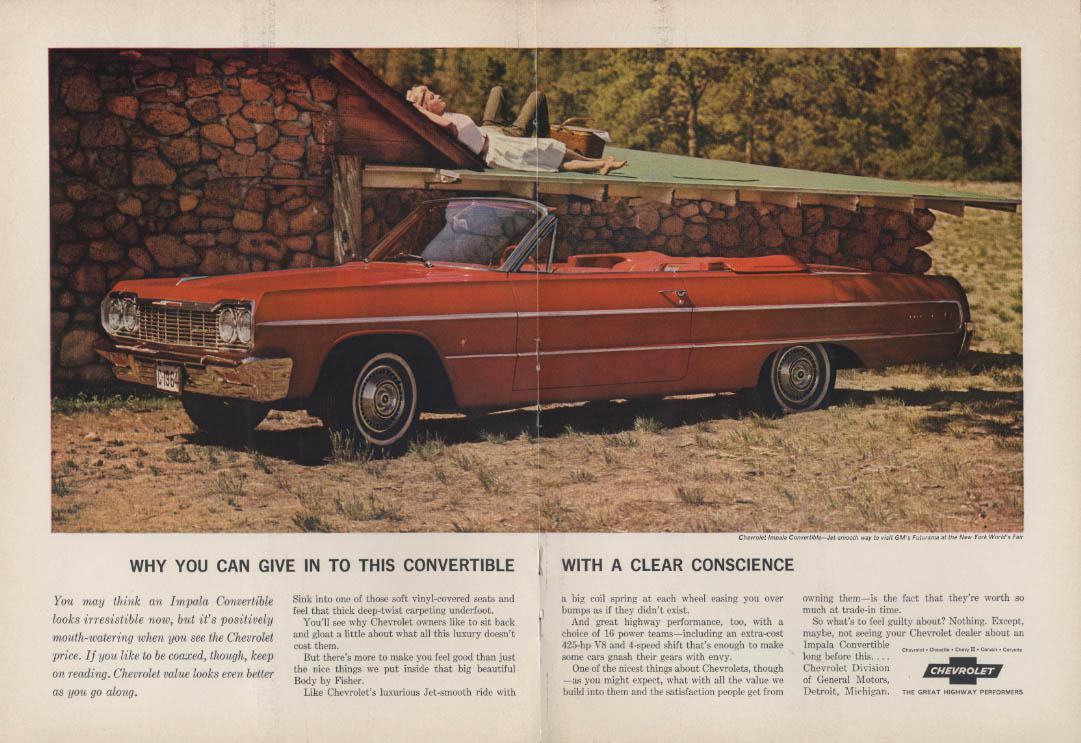 C-1964
Chevrolet Impala Convertible—Jet-smooth way to visit GM's Futurama at the New York World's Fair
WHY YOU CAN GIVE IN TO THIS CONVERTIBLE WITH A CLEAR CONSCIENCE
You may think an Impala Convertible
looks irresistible now, but it's positively
mouth-watering when you see the Chevrolet
price. If you like to be coaxed, though, keep
on reading. Chevrolet value looks even better
as you go along.
Sink into one of those soft vinyl-covered seats and
feel that thick deep-twist carpeting underfoot.
You'll see why Chevrolet owners like to sit back
and gloat a little about what all this luxury doesn't
cost them.
But there's more to make you feel good than just
the nice things we put inside that big beautiful
Body by Fisher.
Like Chevrolet's luxurious Jet-smooth ride with
a big coil spring at each wheel easing you over
bumps as if they didn't exist.
And great highway performance, too, with a
choice of 16 power teams—including an extra-cost
425-hp V8 and 4-speed shift that's enough to make
some cars gnash their gears with envy.
One of the nicest things about Chevrolets, though
—as you might expect, what with all the value we
build into them and the satisfaction people get from
owning them—is the fact that they're worth so
much at trade-in time.
So what's to feel guilty about? Nothing. Except,
maybe, not seeing your Chevrolet dealer about an
Impala Convertible
long before this. . . .
Chevrolet Division
of General Motors,
Detroit, Michigan.
Chevrolet • Chevelle • Chevy II • Corvair • Corvette
CHEVROLET
THE GREAT HIGHWAY PERFORMERS